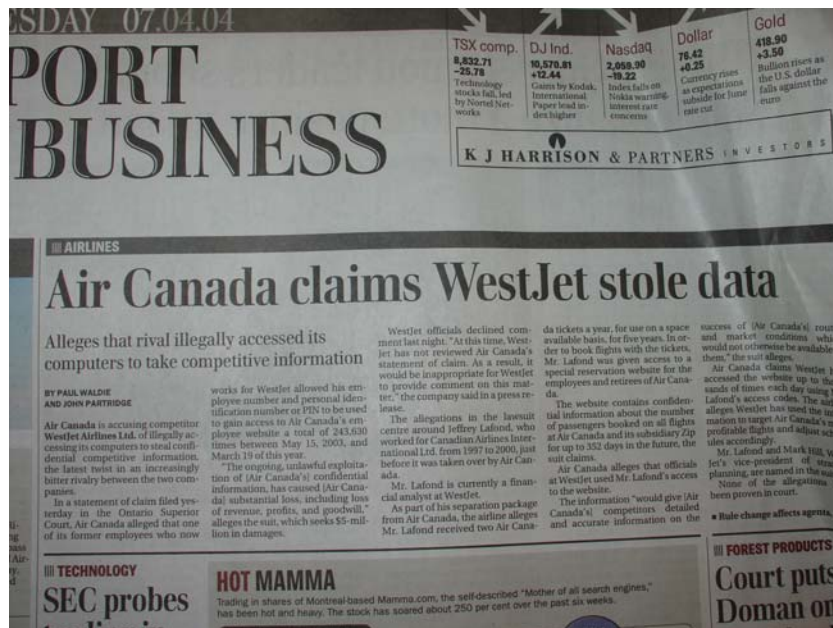 ESDAY 07.04.04
PORT
BUSINESS
TSX comp.
8,832.71
-25.78
Technology
stocks fall, led
by Nortel Net-
works
DJ Ind.
10,570.81
+12.44
Gains by Kodak,
International
Paper lead in-
dex higher
Nasdaq
2,059.90
-19.22
Index falls on
Nokia warning,
interest rate
concerns
Dollar
76.42
+0.25
Currency rises
as expectations
subside for June
rate cut
Gold
418.90
+3.50
Bullion rises as
the U.S. dollar
falls against the
euro
K J HARRISON & PARTNERS INVESTORS
AIRLINES
Air Canada claims WestJet stole data
Alleges that rival illegally accessed its
computers to take competitive information
BY PAUL WALDIE
AND JOHN PARTRIDGE
Air Canada is accusing competitor
WestJet Airlines Ltd. of illegally ac-
cessing its computers to steal confi-
dential competitive information,
the latest twist in an increasingly
bitter rivalry between the two com-
panies.
In a statement of claim filed yes-
terday in the Ontario Superior
Court, Air Canada alleged that one
of its former employees who now
works for WestJet allowed his em-
ployee number and personal iden-
tification number or PIN to be used
to gain access to Air Canada's em-
ployee website a total of 243,630
times between May 15, 2003, and
March 19 of this year.
"The ongoing, unlawful exploita-
tion of [Air Canada's] confidential
information, has caused [Air Cana-
da] substantial loss, including loss
of revenue, profits, and goodwill,"
alleges the suit, which seeks $5-mil-
lion in damages.
WestJet officials declined com-
ment last night. "At this time, West-
Jet has not reviewed Air Canada's
statement of claim. As a result, it
would be inappropriate for WestJet
to provide comment on this mat-
ter," the company said in a press re-
lease.
The allegations in the lawsuit
centre around Jeffrey Lafond, who
worked for Canadian Airlines Inter-
national Ltd. from 1997 to 2000, just
before it was taken over by Air Can-
ada.
Mr. Lafond is currently a finan-
cial analyst at WestJet.
As part of his separation package
from Air Canada, the airline alleges
Mr. Lafond received two Air Cana-
da tickets a year, for use on a space
available basis, for five years. In or-
der to book flights with the tickets,
Mr. Lafond was given access to a
special reservation website for the
employees and retirees of Air Cana-
da.
The website contains confiden-
tial information about the number
of passengers booked on all flights
at Air Canada and its subsidiary Zip
for up to 352 days in the future, the
suit claims.
Air Canada alleges that officials
at WestJet used Mr. Lafond's access
to the website.
The information "would give [Air
Canada's] competitors detailed
and accurate information on the
success of [Air Canada's] rout
and market conditions whi
would not otherwise be available
them," the suit alleges.
Air Canada claims WestJet
accessed the website up to th
sands of times each day using
Lafond's access codes. The airl
alleges WestJet has used the in
mation to target Air Canada's m
profitable flights and adjust sch
ules accordingly.
Mr. Lafond and Mark Hill, W
Jet's vice-president of strat
planning, are named in the su
None of the allegations
been proven in court.
Rule change affects agents,
TECHNOLOGY
SEC probes
HOT MAMMA
Trading in shares of Montreal-based Mamma.com, the self-described "Mother of all search engines,"
has been hot and heavy. The stock has soared about 250 per cent over the past six weeks.
FOREST PRODUCTS
Court puts
Doman on